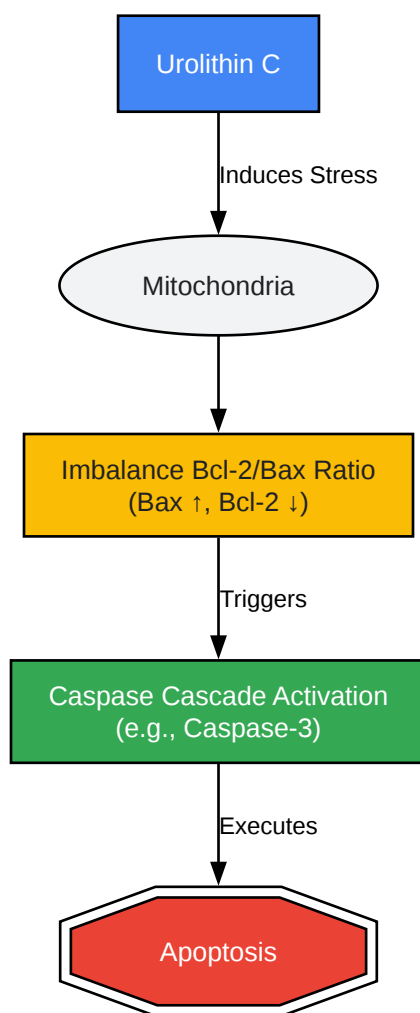 Urolithin C
Induces Stress
Mitochondria
Imbalance Bcl-2/Bax Ratio
(Bax ↑, Bcl-2 ↓)
Triggers
Caspase Cascade Activation
(e.g., Caspase-3)
Executes
Apoptosis